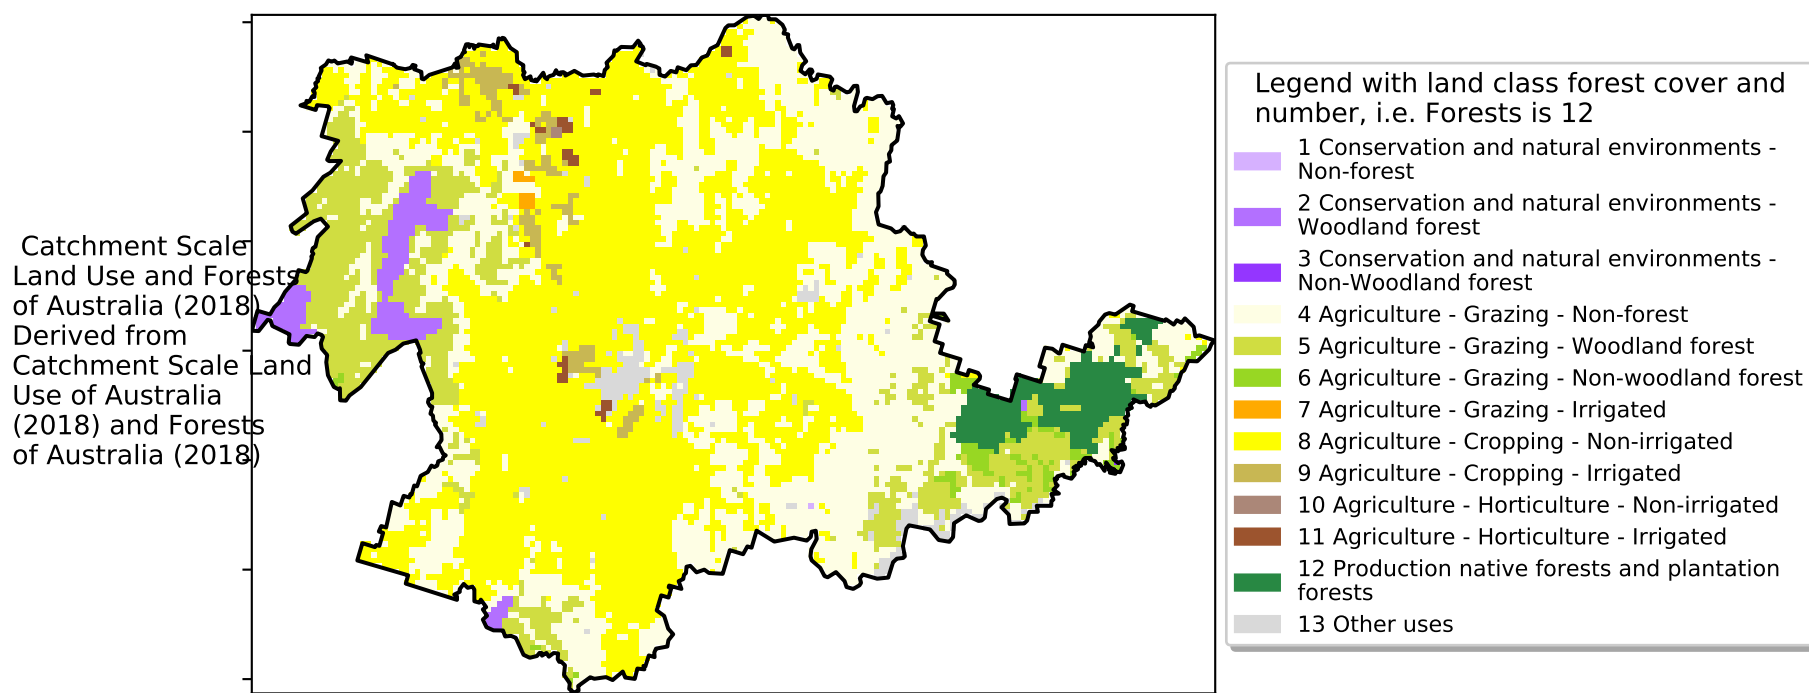 Catchment Scale
Land Use and Forests
of Australia (2018)
Derived from
Catchment Scale Land
Use of Australia
(2018) and Forests
of Australia (2018)
Legend with land class forest cover and
number, i.e. Forests is 12
1 Conservation and natural environments -
Non-forest
2 Conservation and natural environments -
Woodland forest
3 Conservation and natural environments -
Non-Woodland forest
4 Agriculture - Grazing - Non-forest
5 Agriculture - Grazing - Woodland forest
6 Agriculture - Grazing - Non-woodland forest
7 Agriculture - Grazing - Irrigated
8 Agriculture - Cropping - Non-irrigated
9 Agriculture - Cropping - Irrigated
10 Agriculture - Horticulture - Non-irrigated
11 Agriculture - Horticulture - Irrigated
12 Production native forests and plantation
forests
13 Other uses